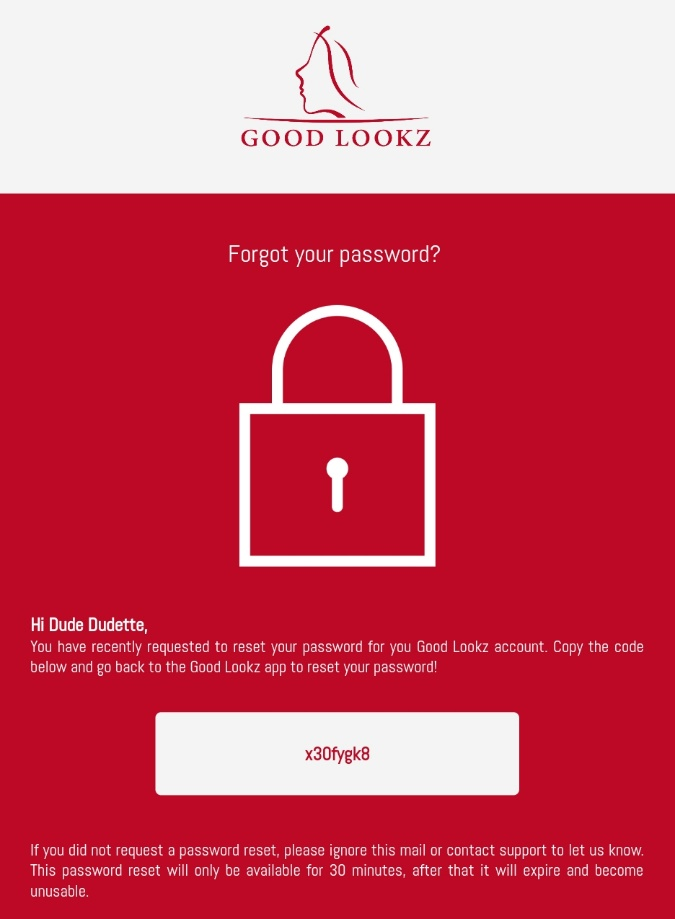 GOOD LOOKZ
Forgot your password?
Hi Dude Dudette,
You have recently requested to reset your password for you Good Lookz account. Copy the code
below and go back to the Good Lookz app to reset your password!
x30fygk8
If you did not request a password reset, please ignore this mail or contact support to let us know.
This password reset will only be available for 30 minutes, after that it will expire and become
unusable.